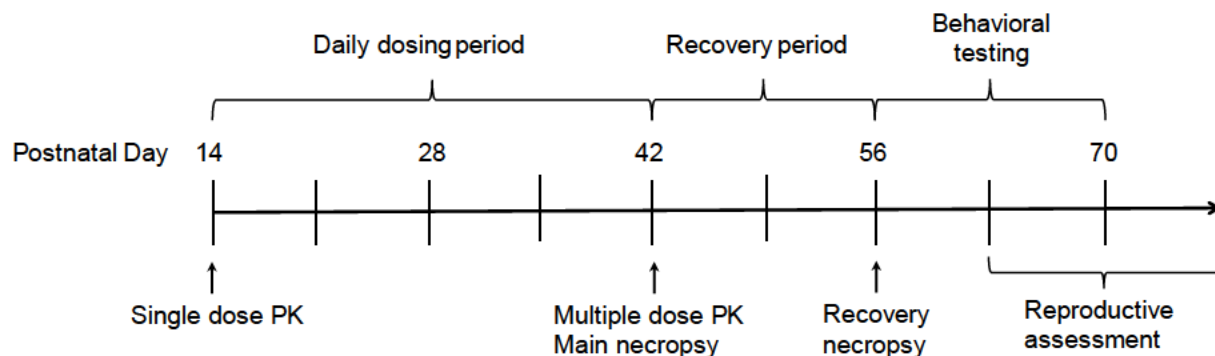 Daily dosing period
Recovery period
Behavioral
testing
Postnatal Day 14 28 42 56 70
Single dose PK
Multiple dose PK
Main necropsy
Recovery
necropsy
Reproductive
assessment